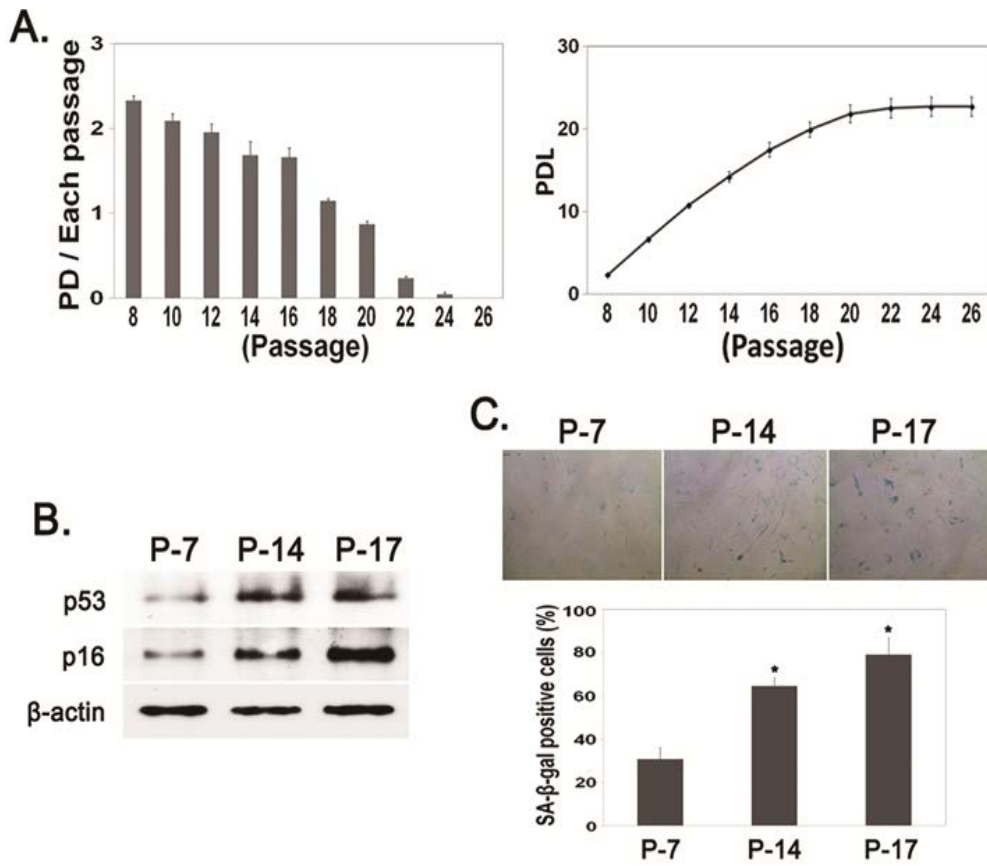 A.
3
2
1
0
PD / Each passage
8 10 12 14 16 18 20 22 24 26
(Passage)
30
20
10
0
PDL
8 10 12 14 16 18 20 22 24 26
(Passage)
B.
P-7 P-14 P-17
p53
p16
β-actin
C.
P-7 P-14 P-17
100
80
60
40
20
0
SA-β-gal positive cells (%)
* *
P-7 P-14 P-17